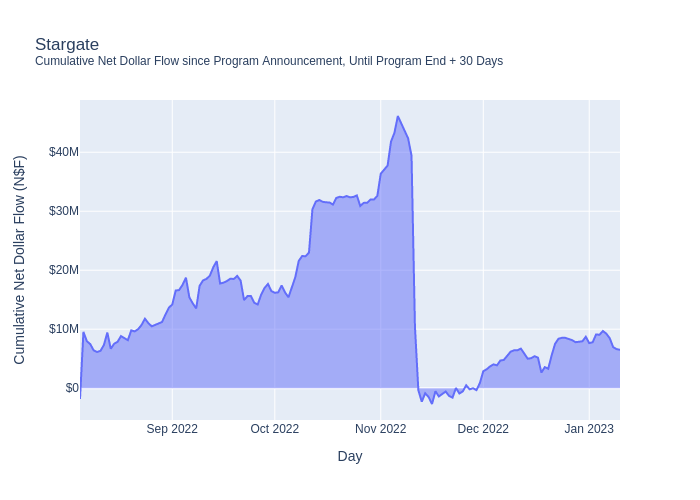 Stargate
Cumulative Net Dollar Flow since Program Announcement, Until Program End + 30 Days
Cumulative Net Dollar Flow (N$F)
$40M
$30M
$20M
$10M
$0
Sep 2022
Oct 2022
Nov 2022
Dec 2022
Jan 2023
Day